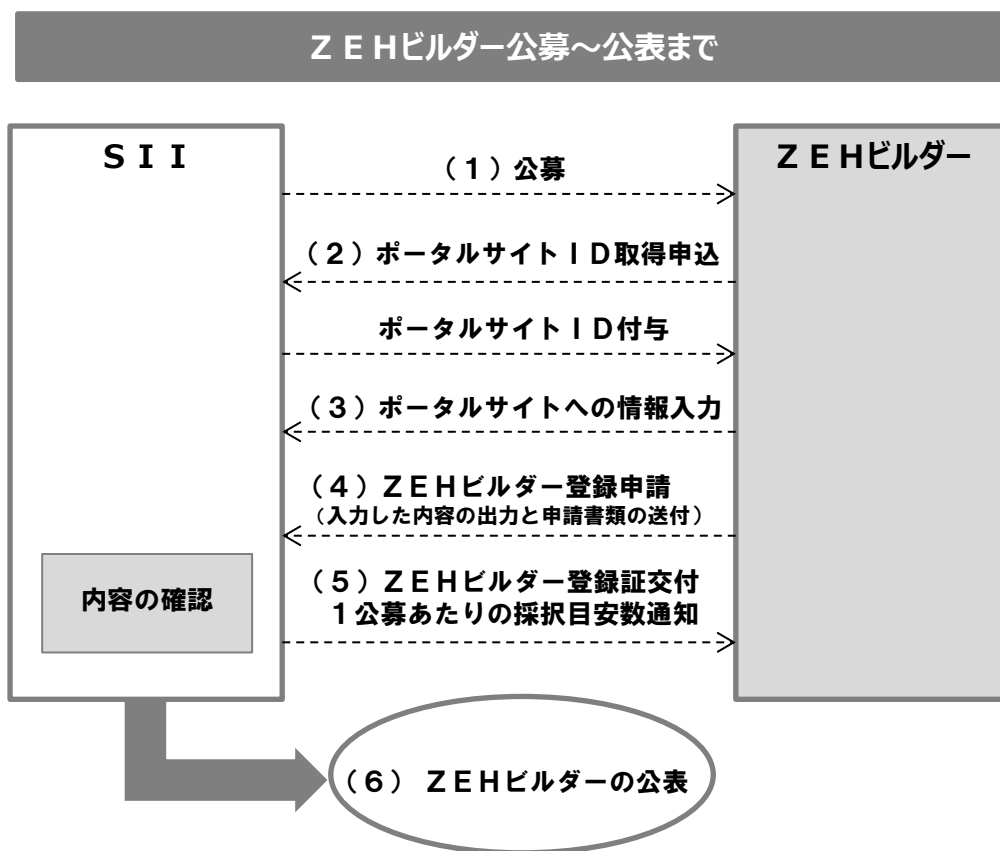 ＺＥＨビルダー公募～公表まで
ＳＩＩ
ＺＥＨビルダー
（１）公募
（２）ポータルサイトＩＤ取得申込
ポータルサイトＩＤ付与
（３）ポータルサイトへの情報入力
（４）ＺＥＨビルダー登録申請
（入力した内容の出力と申請書類の送付）
内容の確認
（５）ＺＥＨビルダー登録証交付
１公募あたりの採択目安数通知
（６） ＺＥＨビルダーの公表